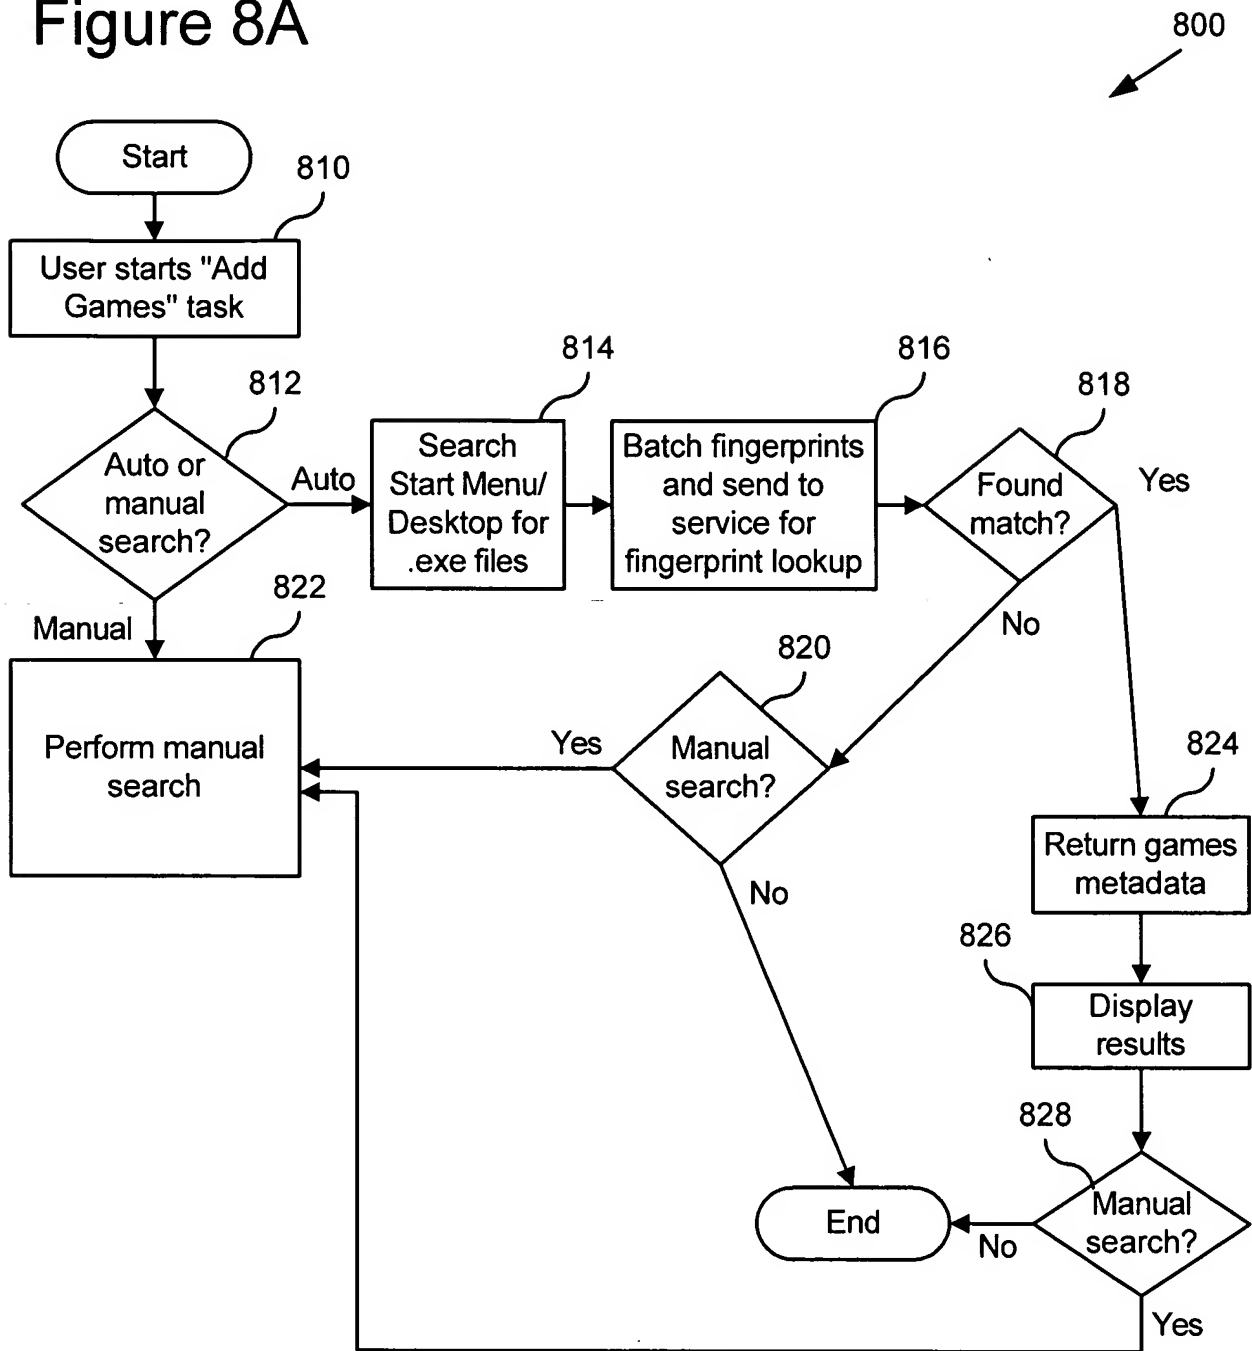 Figure 8A
800
Start
810
User starts "Add
Games" task
812
Auto or
manual
search?
Auto
Manual
814
Search
Start Menu/
Desktop for
.exe files
816
Batch fingerprints
and send to
service for
fingerprint lookup
818
Found
match?
Yes
No
822
Perform manual
search
820
Manual
search?
Yes
No
824
Return games
metadata
826
Display
results
828
Manual
search?
No
Yes
End